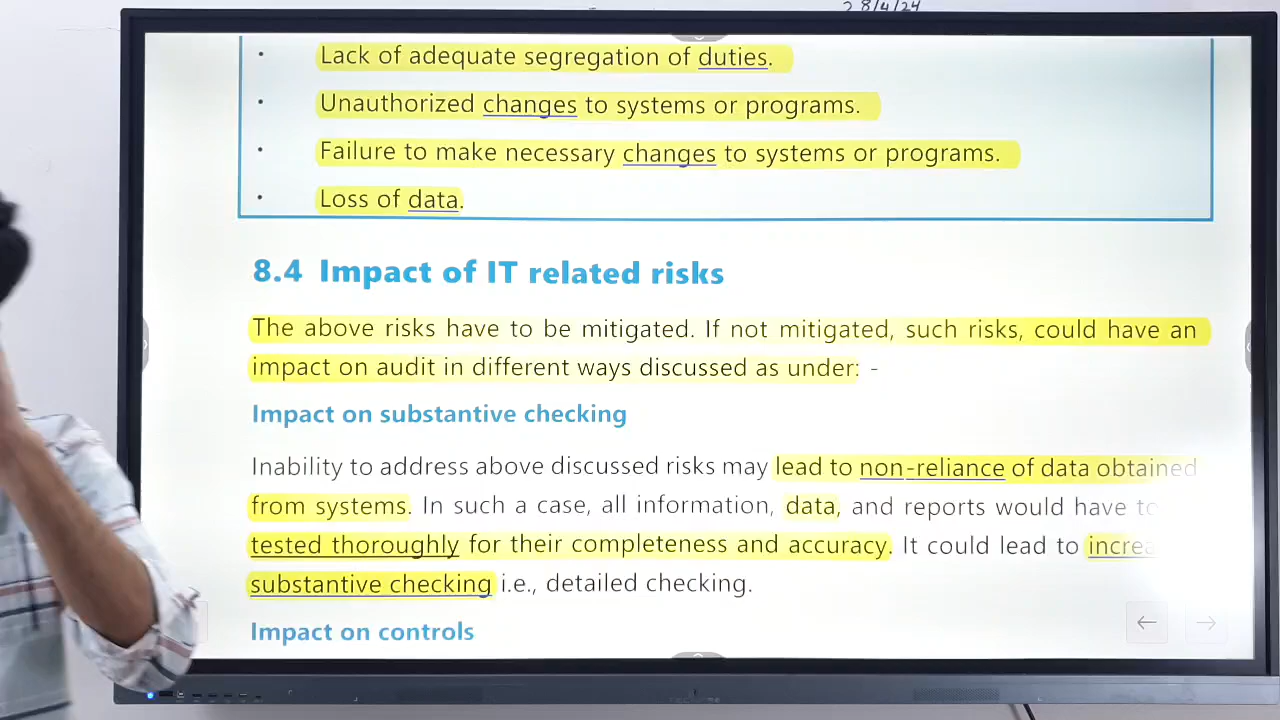 28/4/24
• Lack of adequate segregation of duties.
• Unauthorized changes to systems or programs.
• Failure to make necessary changes to systems or programs.
• Loss of data.
8.4 Impact of IT related risks
The above risks have to be mitigated. If not mitigated, such risks, could have an
impact on audit in different ways discussed as under: -
Impact on substantive checking
Inability to address above discussed risks may lead to non-reliance of data obtained
from systems. In such a case, all information, data, and reports would have to
tested thoroughly for their completeness and accuracy. It could lead to
substantive checking i.e., detailed checking.
Impact on controls